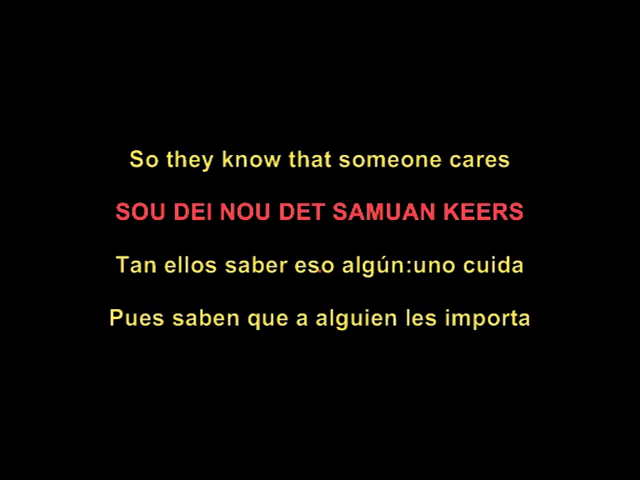 So they know that someone cares
SOU DEI NOU DET SAMUAN KEERS
Tan ellos saber eso algún:uno cuida
Pues saben que a alguien les importa